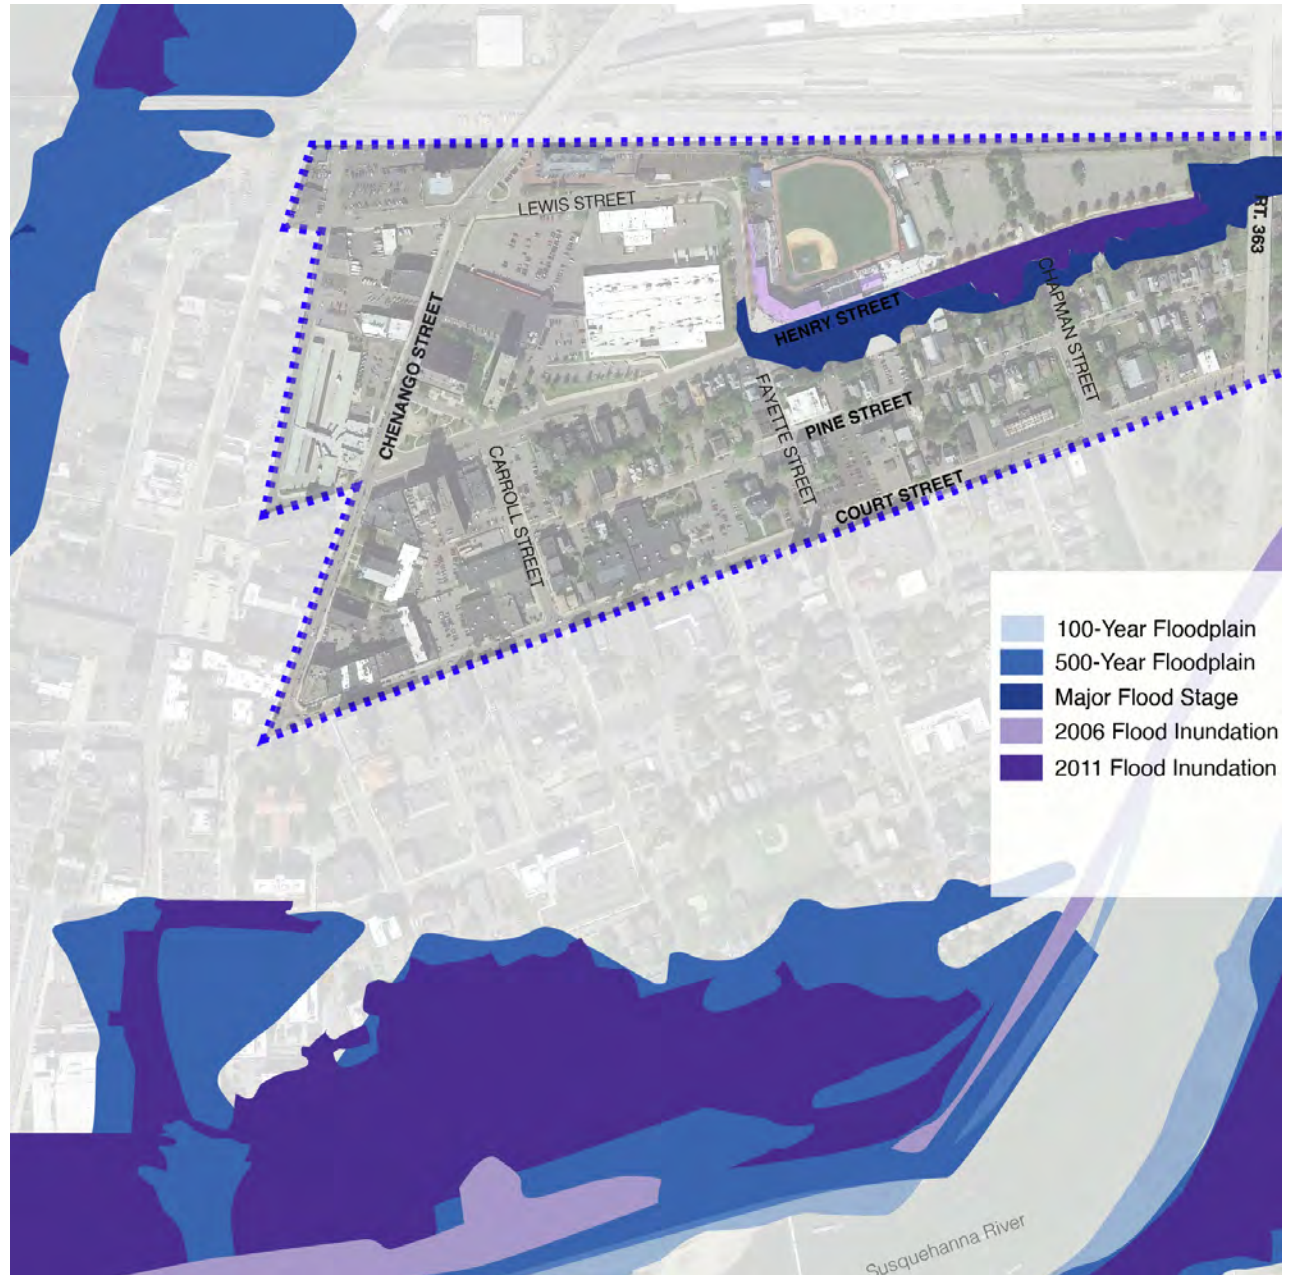 LEWIS STREET
RT. 363
CHAPMAN STREET
HENRY STREET
CHENANGO STREET
FAYETTE STREET
PINE STREET
CARROLL STREET
COURT STREET
100-Year Floodplain
500-Year Floodplain
Major Flood Stage
2006 Flood Inundation
2011 Flood Inundation
Susquehanna River